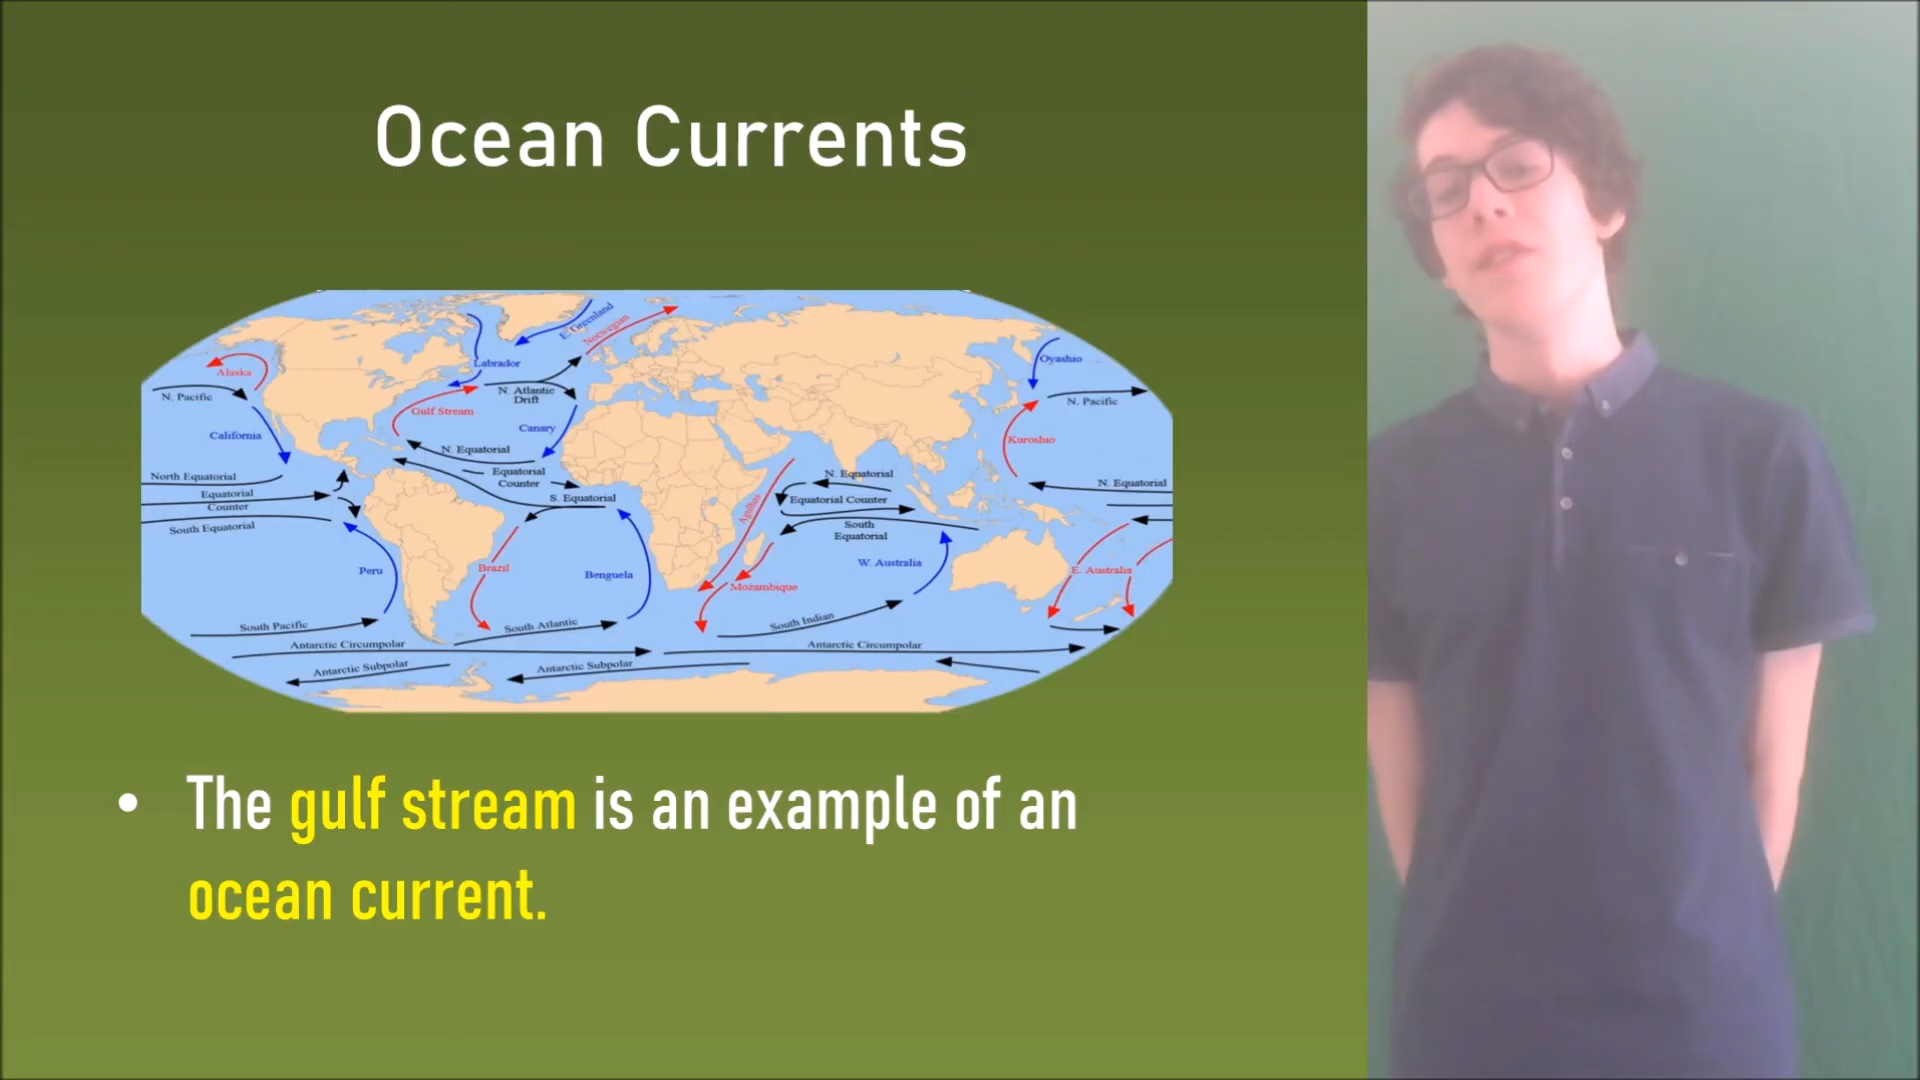 Ocean Currents
E. Greenland
Norwegian
Labrador
Oyashio
Alaska
N. Pacific
N. Atlantic
Drift
N. Pacific
Gulf Stream
California
Canary
Kuroshio
N. Equatorial
North Equatorial
Equatorial
Counter
N. Equatorial
N. Equatorial
Equatorial
Counter
South Equatorial
S. Equatorial
Agulhas
Equatorial Counter
South
Equatorial
Peru
Brazil
Benguela
Mozambique
W. Australia
E. Australia
South Pacific
South Atlantic
South Indian
Antarctic Circumpolar
Antarctic Circumpolar
Antarctic Subpolar
Antarctic Subpolar
• The gulf stream is an example of an
ocean current.